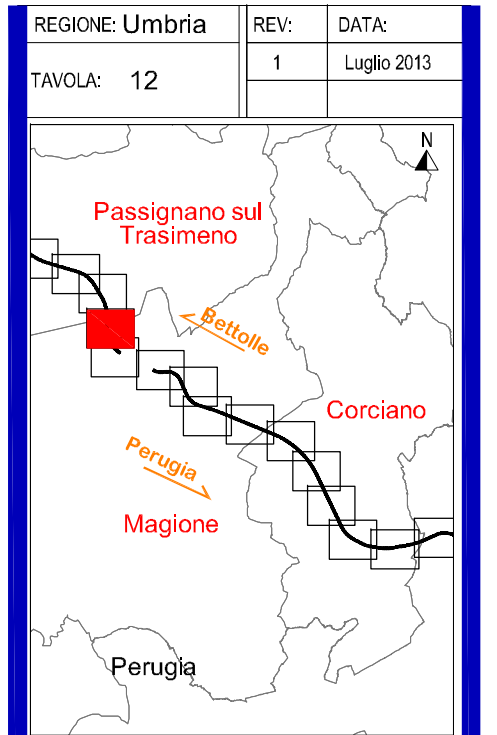 REGIONE: Umbria
REV:
DATA:
TAVOLA: 12
1
Luglio 2013
N
Passignano sul
Trasimeno
Bettolle
Corciano
Perugia
Magione
Perugia